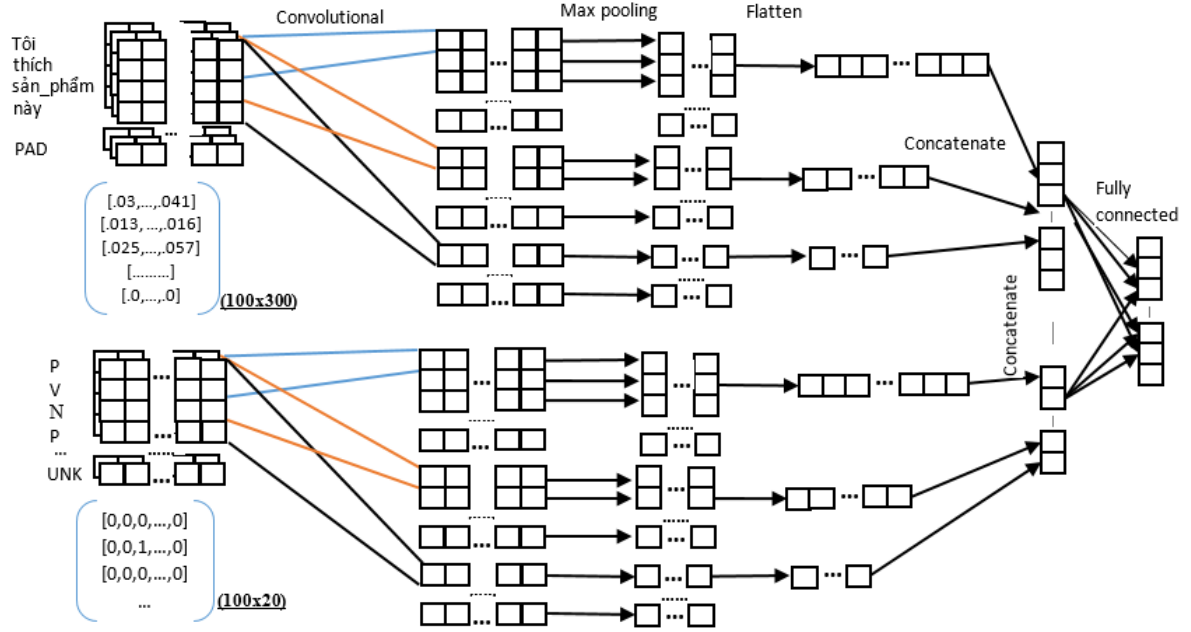 Convolutional
Max pooling
Flatten
Tôi
thích
sản_phẩm
này
PAD
Concatenate
Fully
connected
[.03,...,.041]
[.013, ...,.016]
[.025,...,.057]
[.........]
[.0,...,.0]
(100x300)
Concatenate
P
V
N
P
...
UNK
[0,0,0,...,0]
[0,0,1,...,0]
[0,0,0,...,0]
...
(100x20)